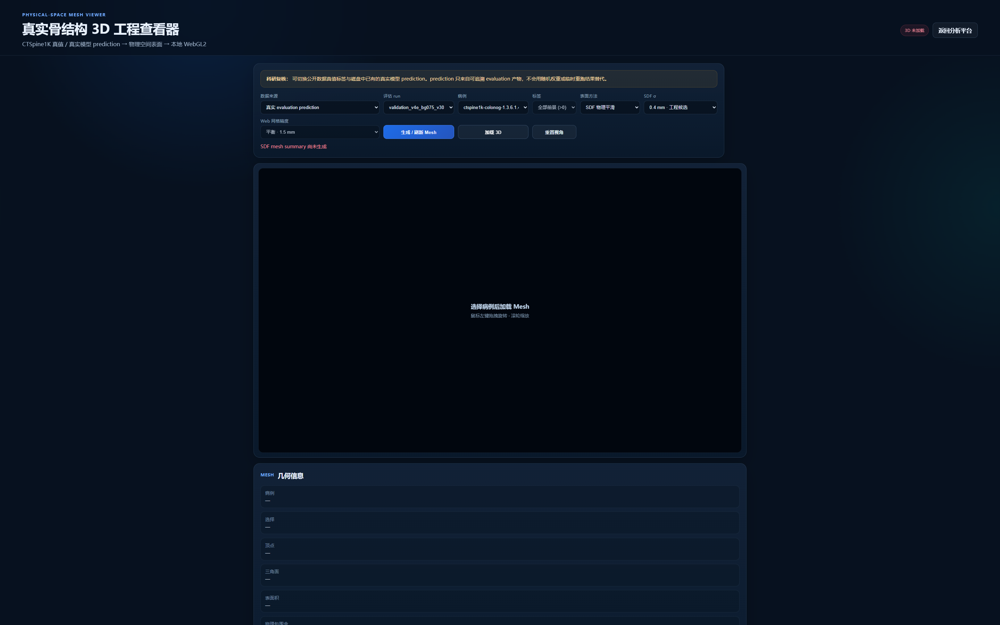 PHYSICAL-SPACE MESH VIEWER
真实骨结构 3D 工程查看器
CTSpine1K 真值 / 真实模型 prediction → 物理空间表面 → 本地 WebGL2
3D 未加载
返回分析平台
科研复核： 可切换公开数据真值标签与磁盘中已有的真实模型 prediction。prediction 只来自可追溯 evaluation 产物，不会用随机权重或临时重跑结果替代。
数据来源 评估 run 病例 标签 表面方法 SDF σ
真实 evaluation prediction validation_v4e_bg075_v30 ctspine1k-colonog-1.3.6.1. 全部前景 (>0) SDF 物理平滑 0.4 mm · 工程候选
Web 网格精度
平衡 · 1.5 mm 生成 / 刷新 Mesh 加载 3D 重置视角
SDF mesh summary 尚未生成
选择病例后加载 Mesh
鼠标左键拖拽旋转 · 滚轮缩放
MESH 几何信息
病例
—
选择
—
顶点
—
三角面
—
表面积
—
物理包围盒